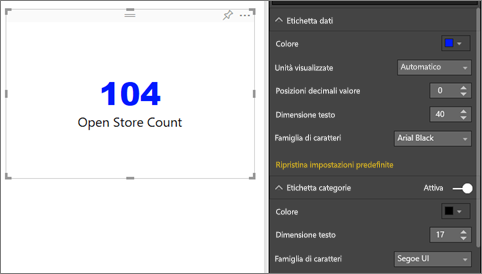 104
Open Store Count
Etichetta dati
Colore
Unità visualizzate Automatico
Posizioni decimali valore 0
Dimensione testo 40
Famiglia di caratteri Arial Black
Ripristina impostazioni predefinite
Etichetta categorie Attiva
Colore
Dimensione testo 17
Famiglia di caratteri Segoe UI